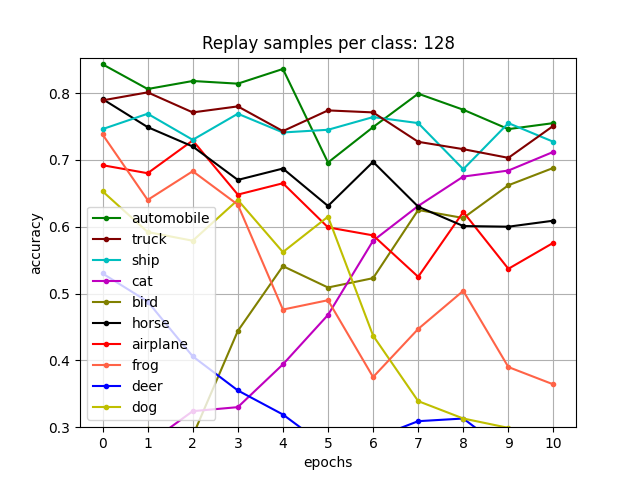 Replay samples per class: 128
accuracy
0.8
0.7
0.6
0.5
0.4
0.3
automobile
truck
ship
cat
bird
horse
airplane
frog
deer
dog
0 1 2 3 4 5 6 7 8 9 10
epochs